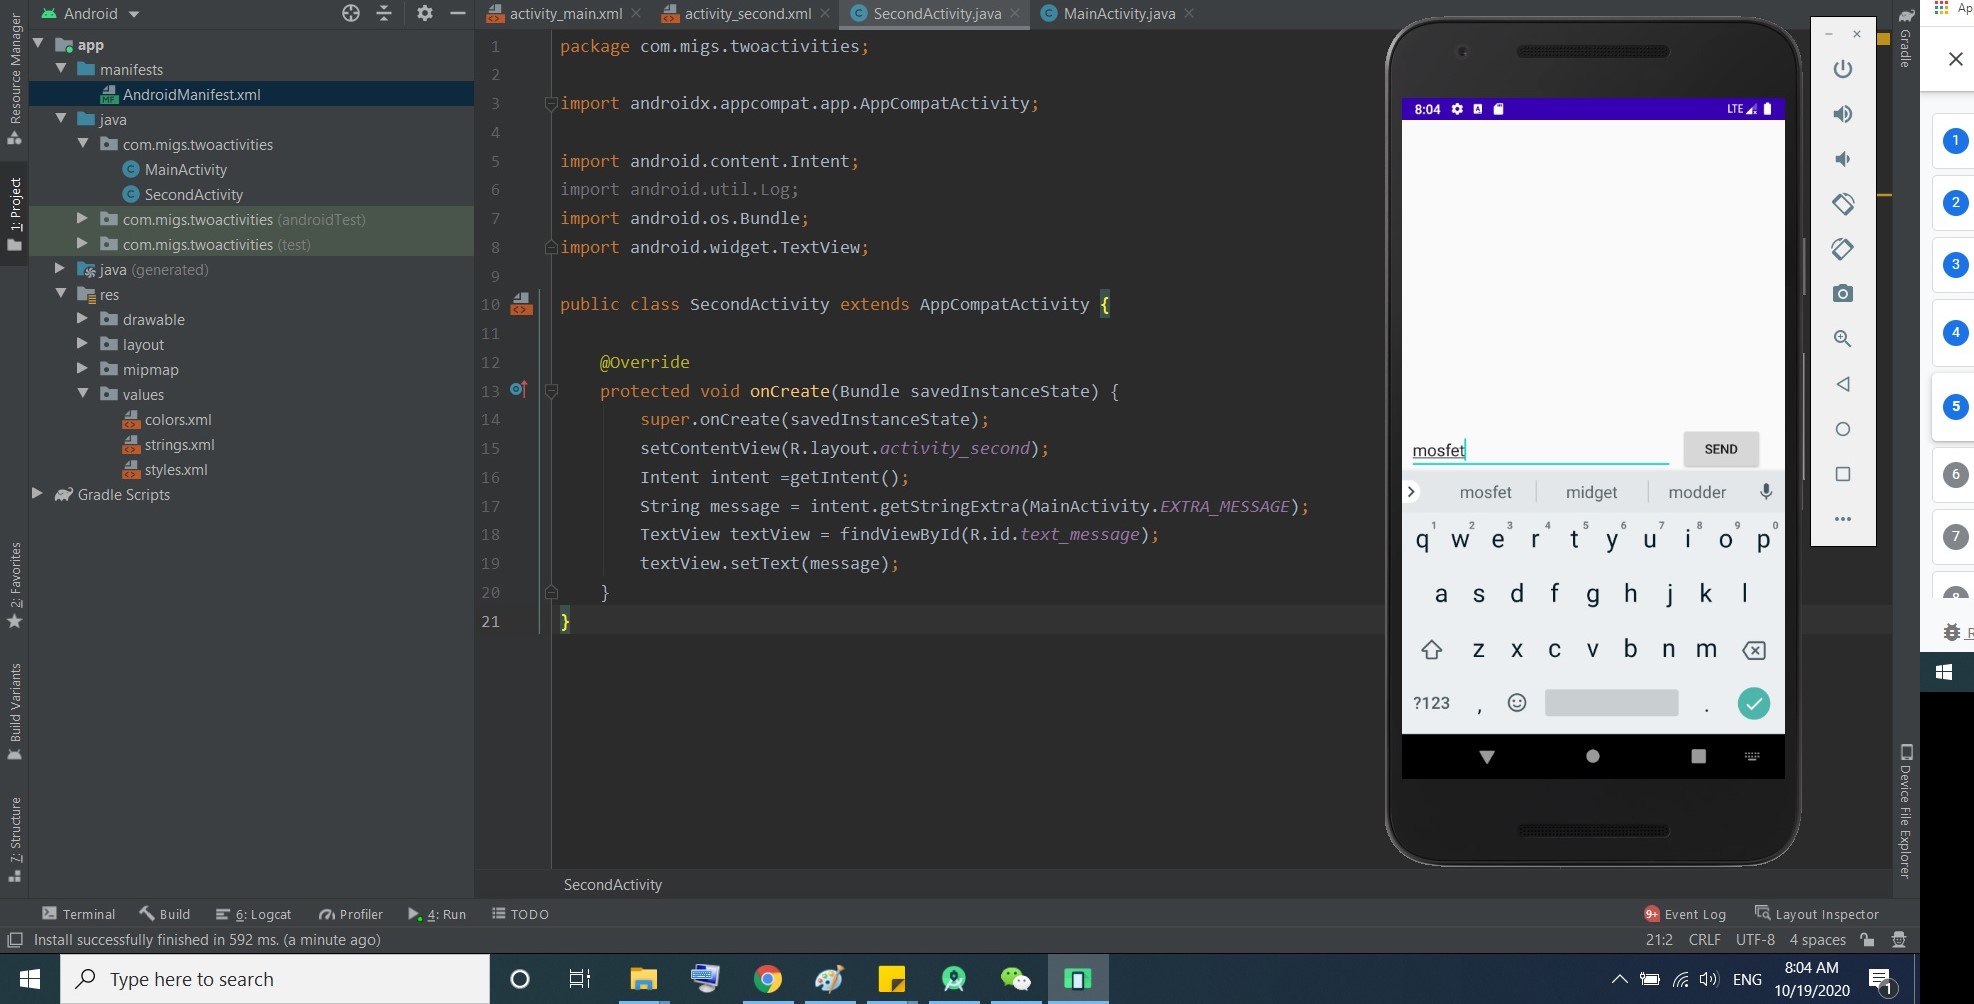 Android
activity_main.xml
activity_second.xml
SecondActivity.java
MainActivity.java
Resource Manager
1: Project
2: Favorites
Build Variants
7: Structure
app
manifests
AndroidManifest.xml
java
com.migs.twoactivities
MainActivity
SecondActivity
com.migs.twoactivities (androidTest)
com.migs.twoactivities (test)
java (generated)
res
drawable
layout
mipmap
values
colors.xml
strings.xml
styles.xml
Gradle Scripts
1 package com.migs.twoactivities;
2
3 import androidx.appcompat.app.AppCompatActivity;
4
5 import android.content.Intent;
6 import android.util.Log;
7 import android.os.Bundle;
8 import android.widget.TextView;
9
10 public class SecondActivity extends AppCompatActivity {
11
12 @Override
13 protected void onCreate(Bundle savedInstanceState) {
14 super.onCreate(savedInstanceState);
15 setContentView(R.layout.activity_second);
16 Intent intent =getIntent();
17 String message = intent.getStringExtra(MainActivity.EXTRA_MESSAGE);
18 TextView textView = findViewById(R.id.text_message);
19 textView.setText(message);
20 }
21 }
SecondActivity
8:04
LTE
mosfet
SEND
mosfet midget modder
1 2 3 4 5 6 7 8 9 0
q w e r t y u i o p
a s d f g h j k l
z x c v b n m
?123 , .
Gradle
Device File Explorer
Ap
1
2
3
4
5
6
7
8
R
Terminal
Build
6: Logcat
Profiler
4: Run
TODO
9+ Event Log
Layout Inspector
Install successfully finished in 592 ms. (a minute ago)
21:2 CRLF UTF-8 4 spaces
Type here to search
ENG
8:04 AM
10/19/2020
1